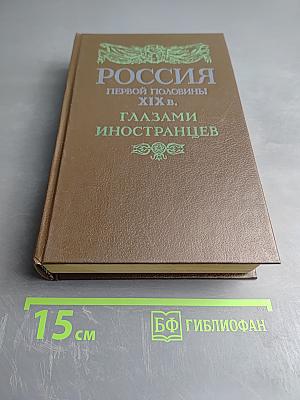 РОССИЯ
ПЕРВОЙ ПОЛОВИНЫ
XIX в.
ГЛАЗАМИ
ИНОСТРАНЦЕВ
15 см
БФ ГИБЛИОФАН